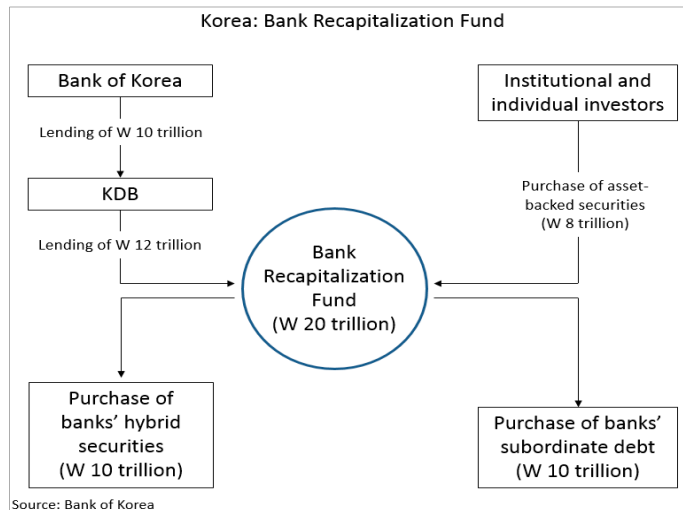 Korea: Bank Recapitalization Fund
Bank of Korea
Lending of W 10 trillion
KDB
Lending of W 12 trillion
Institutional and
individual investors
Purchase of asset-
backed securities
(W 8 trillion)
Bank
Recapitalization
Fund
(W 20 trillion)
Purchase of
banks’ hybrid
securities
(W 10 trillion)
Purchase of banks’
subordinate debt
(W 10 trillion)
Source: Bank of Korea